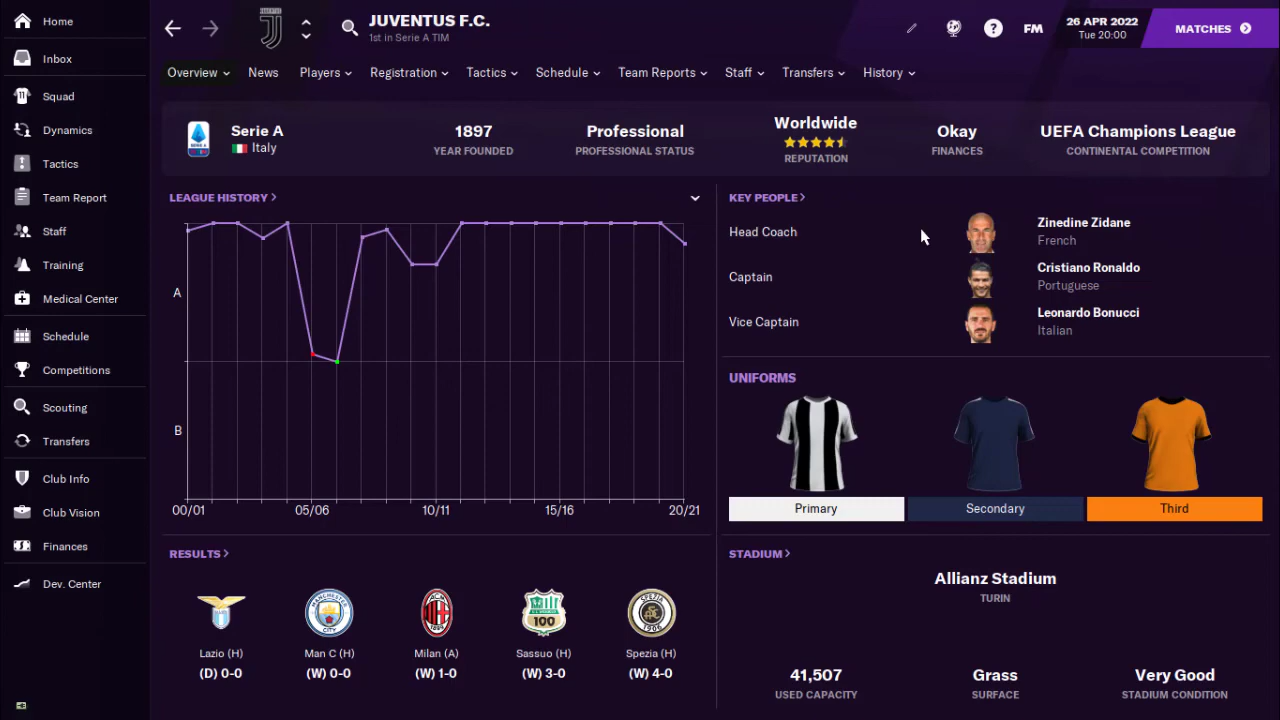 Home
Inbox
Squad
Dynamics
Tactics
Team Report
Staff
Training
Medical Center
Schedule
Competitions
Scouting
Transfers
Club Info
Club Vision
Finances
Dev. Center
JUVENTUS F.C.
1st in Serie A TIM
FM
26 APR 2022
Tue 20:00
MATCHES
Overview
News
Players
Registration
Tactics
Schedule
Team Reports
Staff
Transfers
History
Serie A
Italy
1897
YEAR FOUNDED
Professional
PROFESSIONAL STATUS
Worldwide
REPUTATION
Okay
FINANCES
UEFA Champions League
CONTINENTAL COMPETITION
LEAGUE HISTORY
A
B
00/01 05/06 10/11 15/16 20/21
KEY PEOPLE
Head Coach
Zinedine Zidane
French
Captain
Cristiano Ronaldo
Portuguese
Vice Captain
Leonardo Bonucci
Italian
UNIFORMS
Primary
Secondary
Third
RESULTS
Lazio (H)
(D) 0-0
Man C (H)
(W) 0-0
Milan (A)
(W) 1-0
Sassuo (H)
(W) 3-0
Spezia (H)
(W) 4-0
STADIUM
Allianz Stadium
TURIN
41,507
USED CAPACITY
Grass
SURFACE
Very Good
STADIUM CONDITION